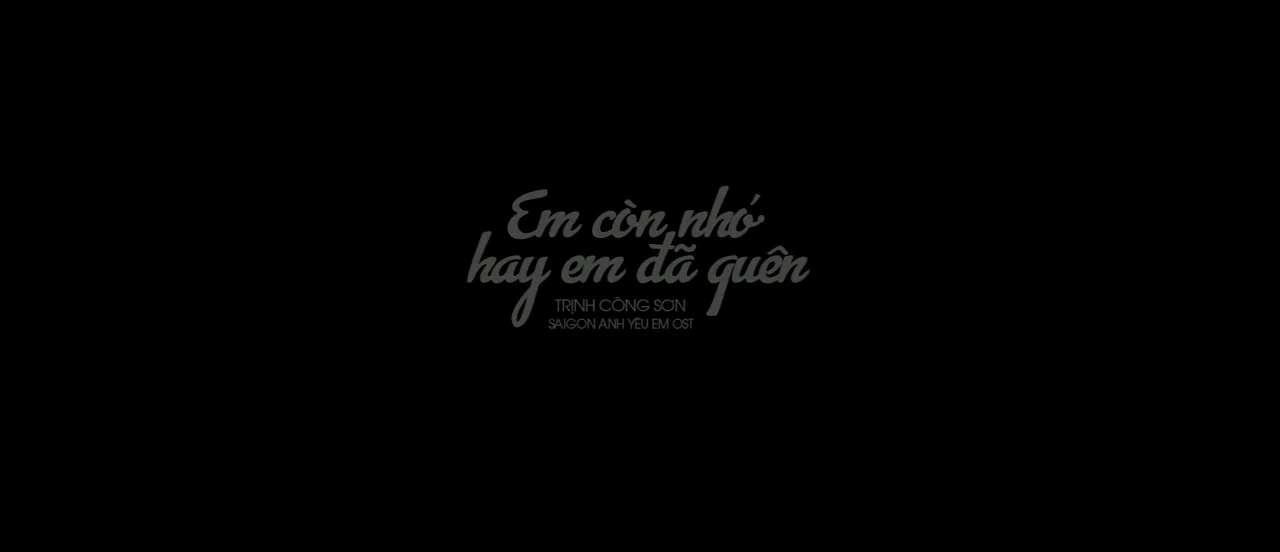 Em còn nhớ
hay em đã quên
TRỊNH CÔNG SƠN
SAIGON ANH YÊU EM OST